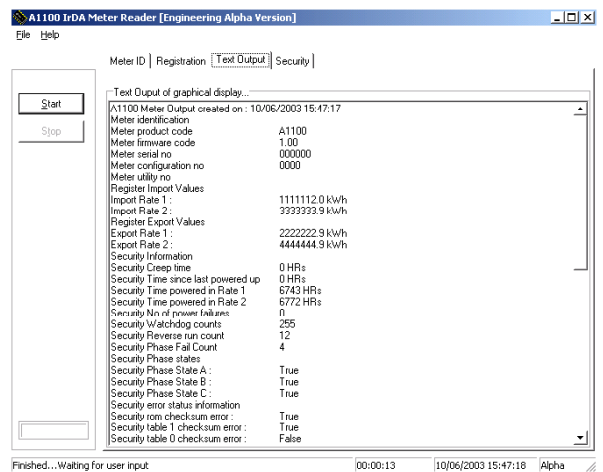 A1100 IrDA Meter Reader [Engineering Alpha Version]
File Help
Meter ID Registration Text Output Security
Start
Stop
Text Ouput of graphical display...
A1100 Meter Output created on : 10/06/2003 15:47:17
Meter identification
Meter product code A1100
Meter firmware code 1.00
Meter serial no 000000
Meter configuration no 0000
Meter utility no
Register Import Values
Import Rate 1 : 1111112.0 kWh
Import Rate 2 : 3333333.9 kWh
Register Export Values
Export Rate 1 : 2222222.9 kWh
Export Rate 2 : 4444444.9 kWh
Security Information
Security Creep time 0 HRs
Security Time since last powered up 0 HRs
Security Time powered in Rate 1 6743 HRs
Security Time powered in Rate 2 6772 HRs
Security No of power failures 0
Security Watchdog counts 255
Security Reverse run count 12
Security Phase Fail Count 4
Security Phase states
Security Phase State A : True
Security Phase State B : True
Security Phase State C : True
Security error status information
Security rom checksum error : True
Security table 1 checksum error : True
Security table 0 checksum error : False
Finished...Waiting for user input 00:00:13 10/06/2003 15:47:18 Alpha